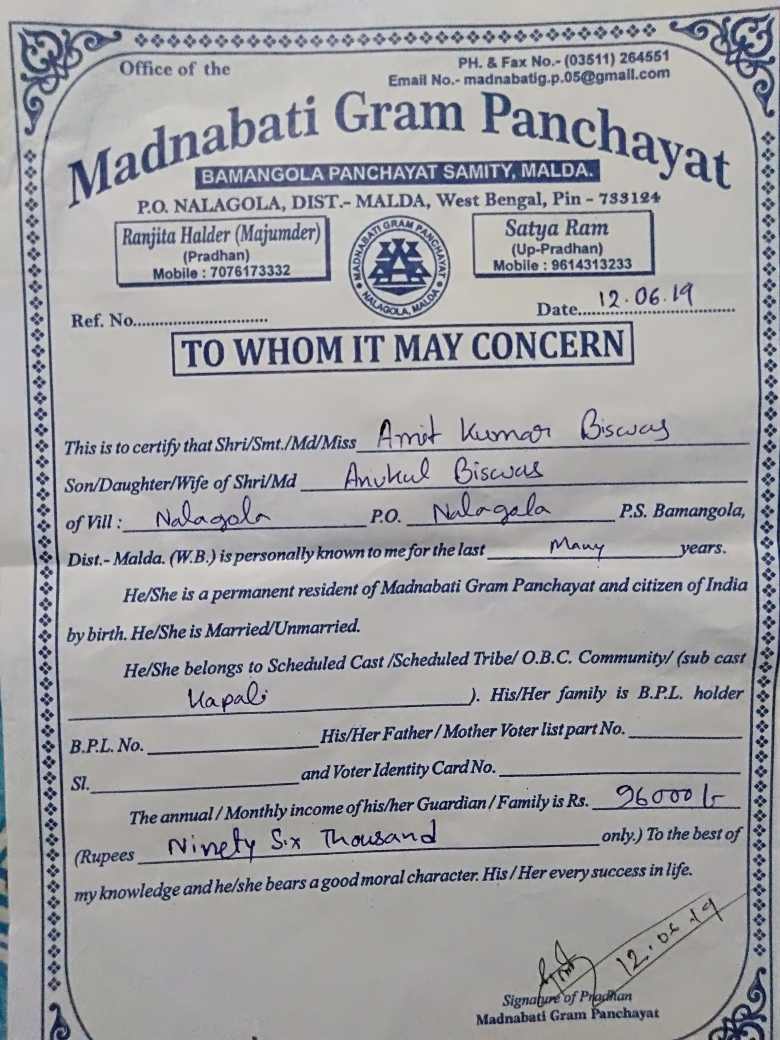 Office of the
PH. & Fax No.- (03511) 264551
Email No.- madnabatig.p.05@gmail.com
Madnabati Gram Panchayat
BAMANGOLA PANCHAYAT SAMITY, MALDA.
P.O. NALAGOLA, DIST.- MALDA, West Bengal, Pin - 733124
Ranjita Halder (Majumder)
(Pradhan)
Mobile : 7076173332
MADNABATI GRAM PANCHAYAT
NALAGOLA, MALDA
Satya Ram
(Up-Pradhan)
Mobile : 9614313233
Ref. No..............................
Date.... 12.06.19
TO WHOM IT MAY CONCERN
This is to certify that Shri/Smt./Md/Miss Amit Kumar Biswas
Son/Daughter/Wife of Shri/Md Anukul Biswas
of Vill : Nalagola P.O. Nalagola P.S. Bamangola,
Dist.- Malda. (W.B.) is personally known to me for the last Many years.
He/She is a permanent resident of Madnabati Gram Panchayat and citizen of India
by birth. He/She is Married/Unmarried.
He/She belongs to Scheduled Cast /Scheduled Tribe/ O.B.C. Community/ (sub cast
Kapali ). His/Her family is B.P.L. holder
B.P.L. No. His/Her Father / Mother Voter list part No.
Sl. and Voter Identity Card No.
The annual / Monthly income of his/her Guardian / Family is Rs. 96000/-
(Rupees Ninety Six Thousand only.) To the best of
my knowledge and he/she bears a good moral character. His / Her every success in life.
12.06.19
Signature of Pradhan
Madnabati Gram Panchayat